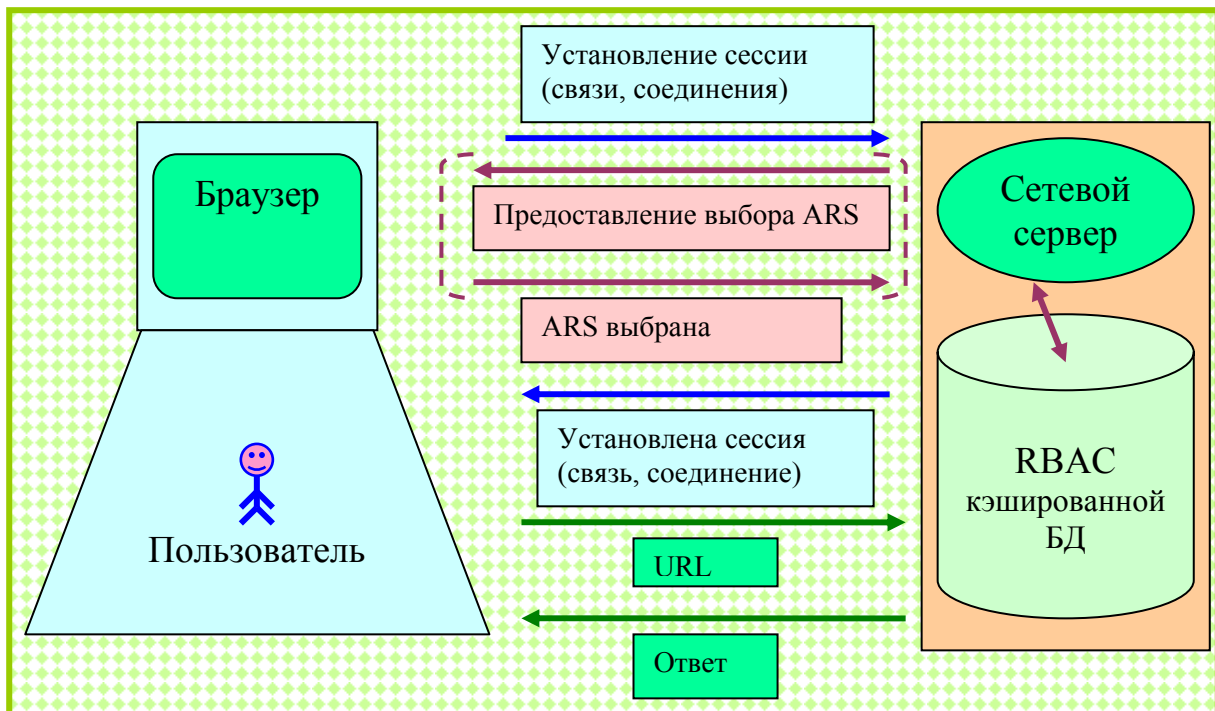 Установление сессии
(связи, соединения)
Браузер
Предоставление выбора ARS
Сетевой
сервер
ARS выбрана
Установлена сессия
(связь, соединение)
RBAC
кэшированной
БД
Пользователь
URL
Ответ